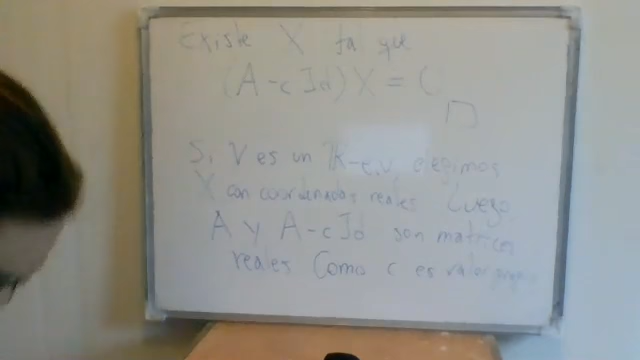 Existe X tal que
(A - c Id) X = 0
□
Si V es un ℝ-e.v. elegimos
X con coordenadas reales Luego
A y A - c Id son matrices
reales Como c es valor propio